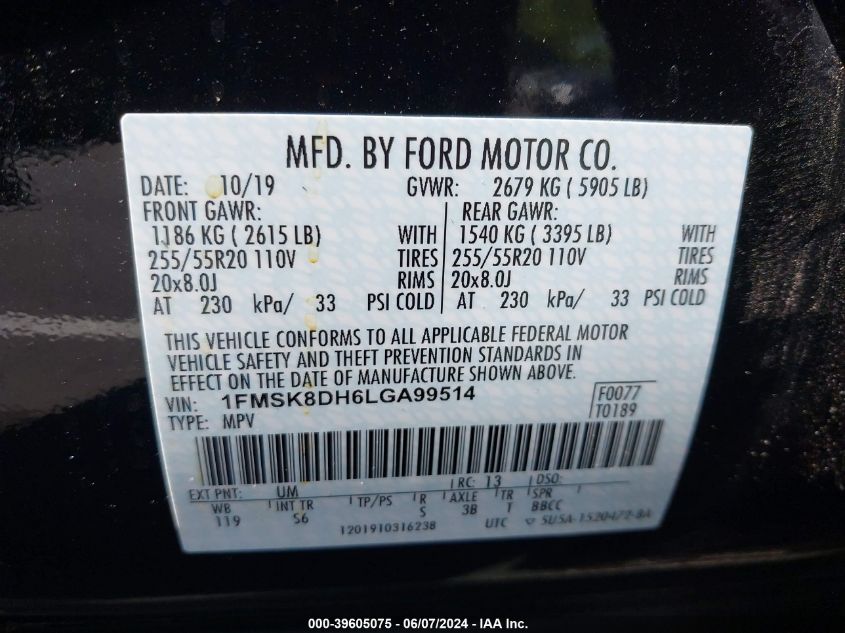 MFD. BY FORD MOTOR CO.
DATE: 10/19 GVWR: 2679 KG ( 5905 LB)
FRONT GAWR: REAR GAWR:
1186 KG ( 2615 LB) WITH 1540 KG ( 3395 LB) WITH
255/55R20 110V TIRES 255/55R20 110V TIRES
20x8.0J RIMS 20x8.0J RIMS
AT 230 kPa/ 33 PSI COLD AT 230 kPa/ 33 PSI COLD
THIS VEHICLE CONFORMS TO ALL APPLICABLE FEDERAL MOTOR
VEHICLE SAFETY AND THEFT PREVENTION STANDARDS IN
EFFECT ON THE DATE OF MANUFACTURE SHOWN ABOVE.
VIN: 1FMSK8DH6LGA99514 F0077
TYPE: MPV T0189
EXT PNT: UM RC: 13 DSO:
WB INT TR TP/PS R AXLE TR SPR
119 S6 S 3B T BBCC
1201910316238 UTC 5U5A-1520472-BA
000-39605075 - 06/07/2024 - IAA Inc.